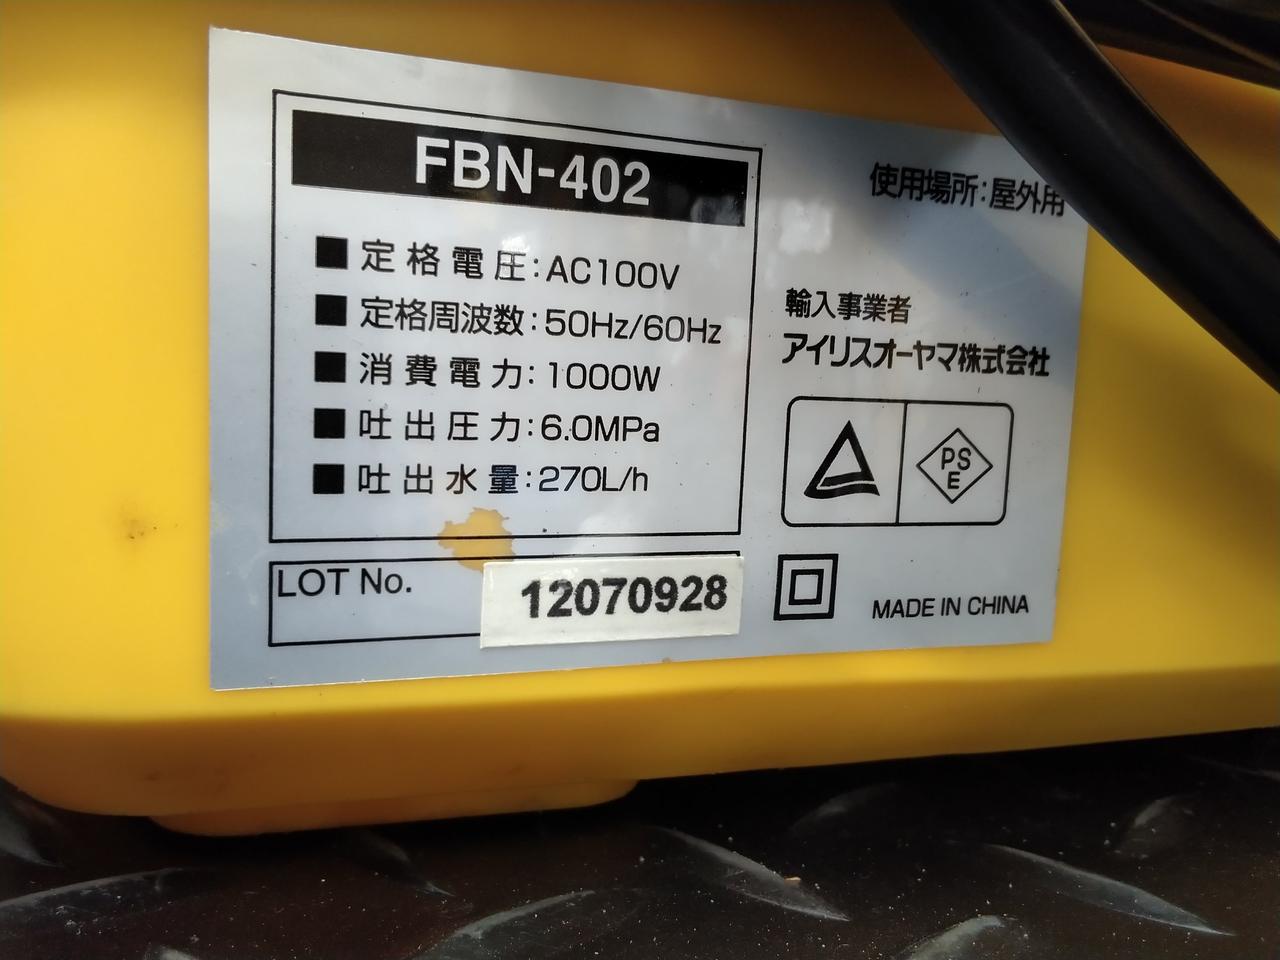 FBN-402
■定格電圧:AC100V
■定格周波数:50Hz/60Hz
■消費電力:1000W
■吐出圧力:6.0MPa
■吐出水量:270L/h
LOT No.
12070928
使用場所:屋外用
輸入事業者
アイリスオーヤマ株式会社
PS
E
MADE IN CHINA